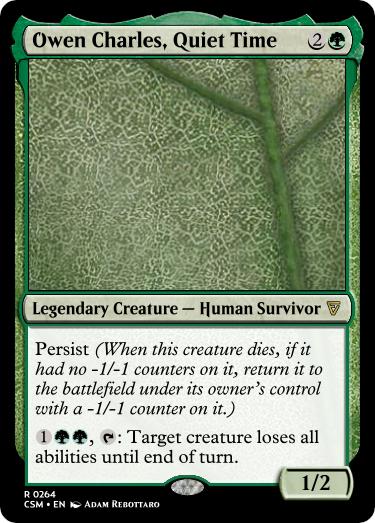 Owen Charles, Quiet Time 2
Legendary Creature — Human Survivor
Persist (When this creature dies, if it
had no -1/-1 counters on it, return it to
the battlefield under its owner's control
with a -1/-1 counter on it.)
1, : Target creature loses all
abilities until end of turn.
1/2
R 0264
CSM • EN Adam Rebottaro